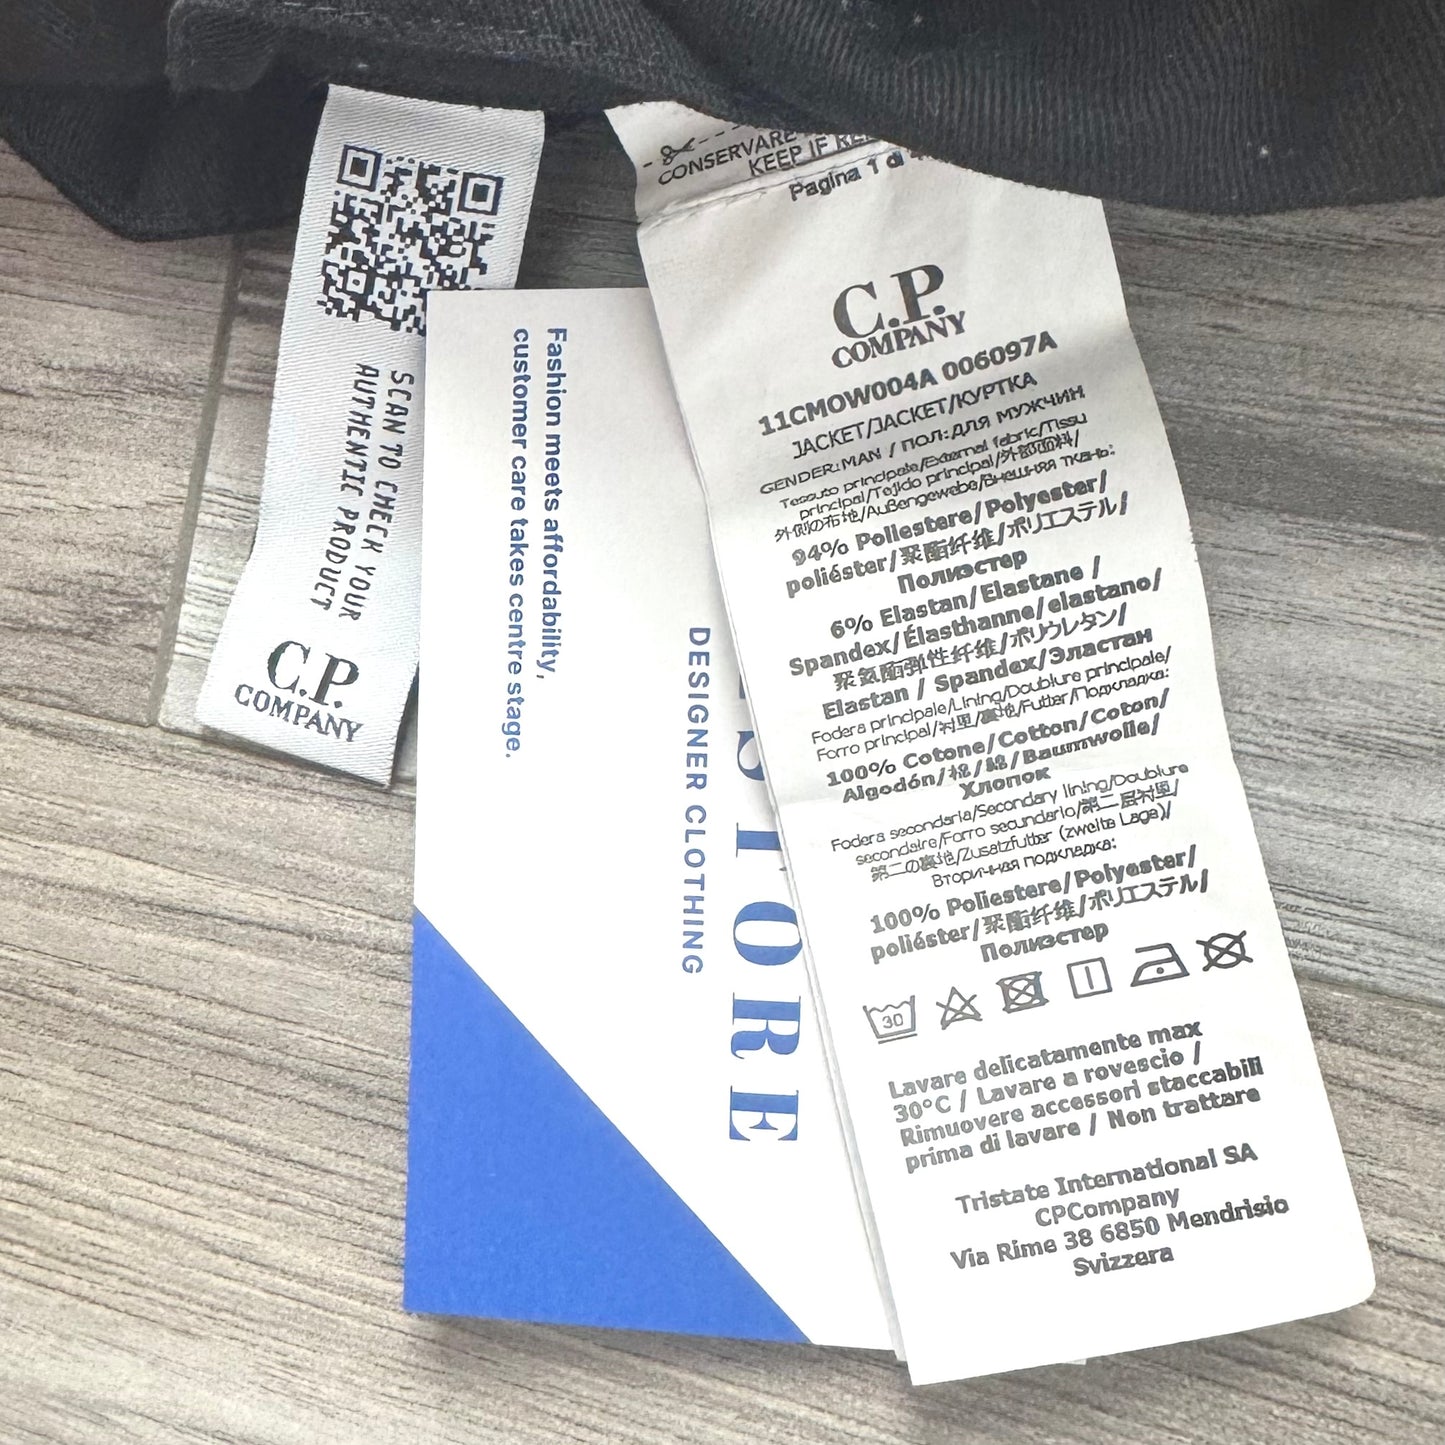 SCAN TO CHECK YOUR
AUTHENTIC PRODUCT
C.P.
COMPANY
Fashion meets affordability,
customer care takes centre stage.
DESIGNER CLOTHING
STORE
CONSERVARE
KEEP IF
Pagina 1 di
C.P.
COMPANY
11CMOW004A 006097A
JACKET/JACKET/КУРТКА
GENDER:MAN / ПОЛ:ДЛЯ МУЖЧИН
Tessuto principale/External fabric/Tissu
principal/Tejido principal/外部面料/
外側の布地/Außengewebe/Внешняя ткань:
94% Poliestere/Polyester/
poliéster/聚酯纤维/ポリエステル/
Полиэстер
6% Elastan/Elastane /
Spandex/Élasthanne/elastano/
聚氨酯弹性纤维/ポリウレタン/
Elastan / Spandex/Эластан
Fodera principale/Lining/Doublure principale/
Forro principal/衬里/裏地/Futter/Подкладка:
100% Cotone/Cotton/Coton/
Algodón/棉/綿/Baumwolle/
Хлопок
Fodera secondaria/Secondary lining/Doublure
secondaire/Forro secundario/第二层衬里/
第二の裏地/Zusatzfutter (zweite Lage)/
Вторичная подкладка:
100% Poliestere/Polyester/
poliéster/聚酯纤维/ポリエステル/
Полиэстер
30
Lavare delicatamente max
30°C / Lavare a rovescio /
Rimuovere accessori staccabili
prima di lavare / Non trattare
Tristate International SA
CPCompany
Via Rime 38 6850 Mendrisio
Svizzera